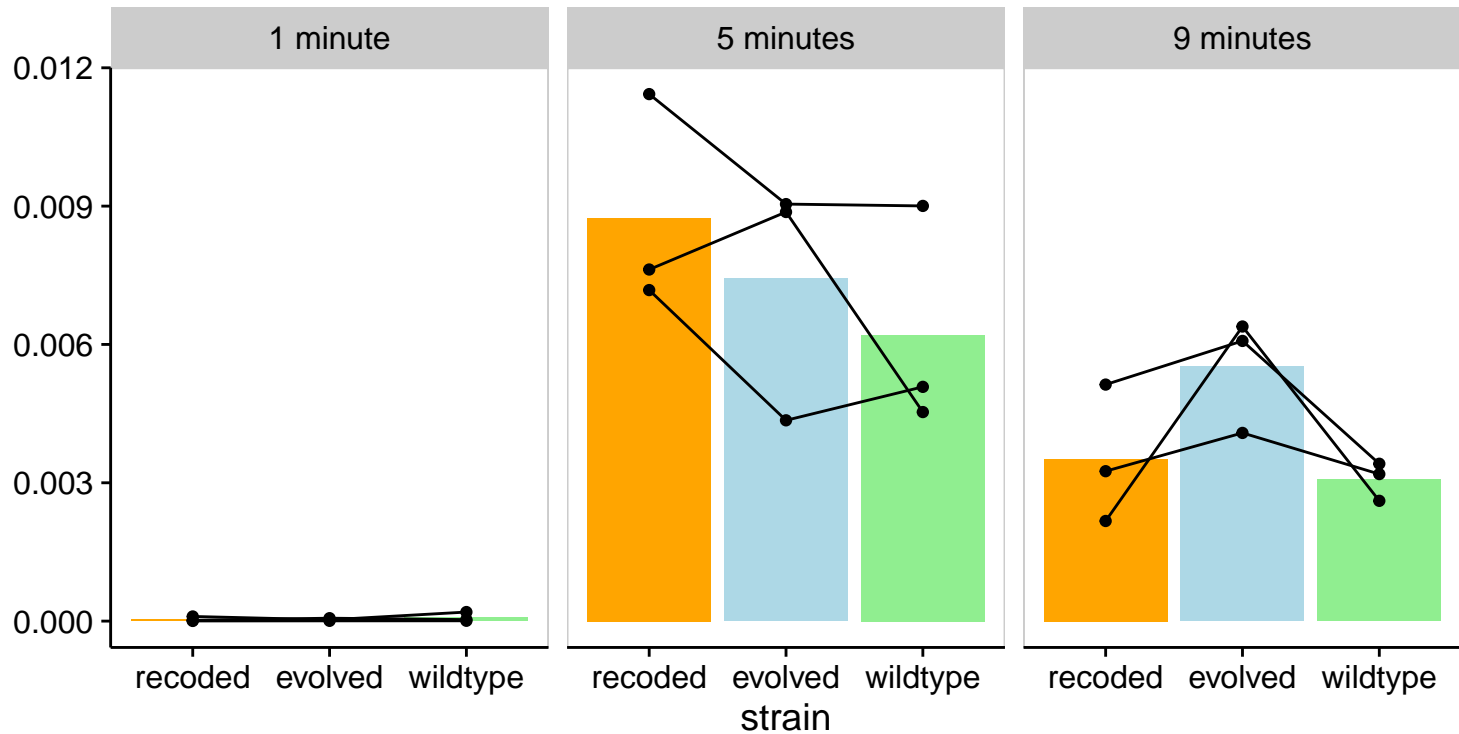 1 minute 5 minutes 9 minutes
0.012
0.009
0.006
0.003
0.000
recoded evolved wildtype recoded evolved wildtype recoded evolved wildtype
strain